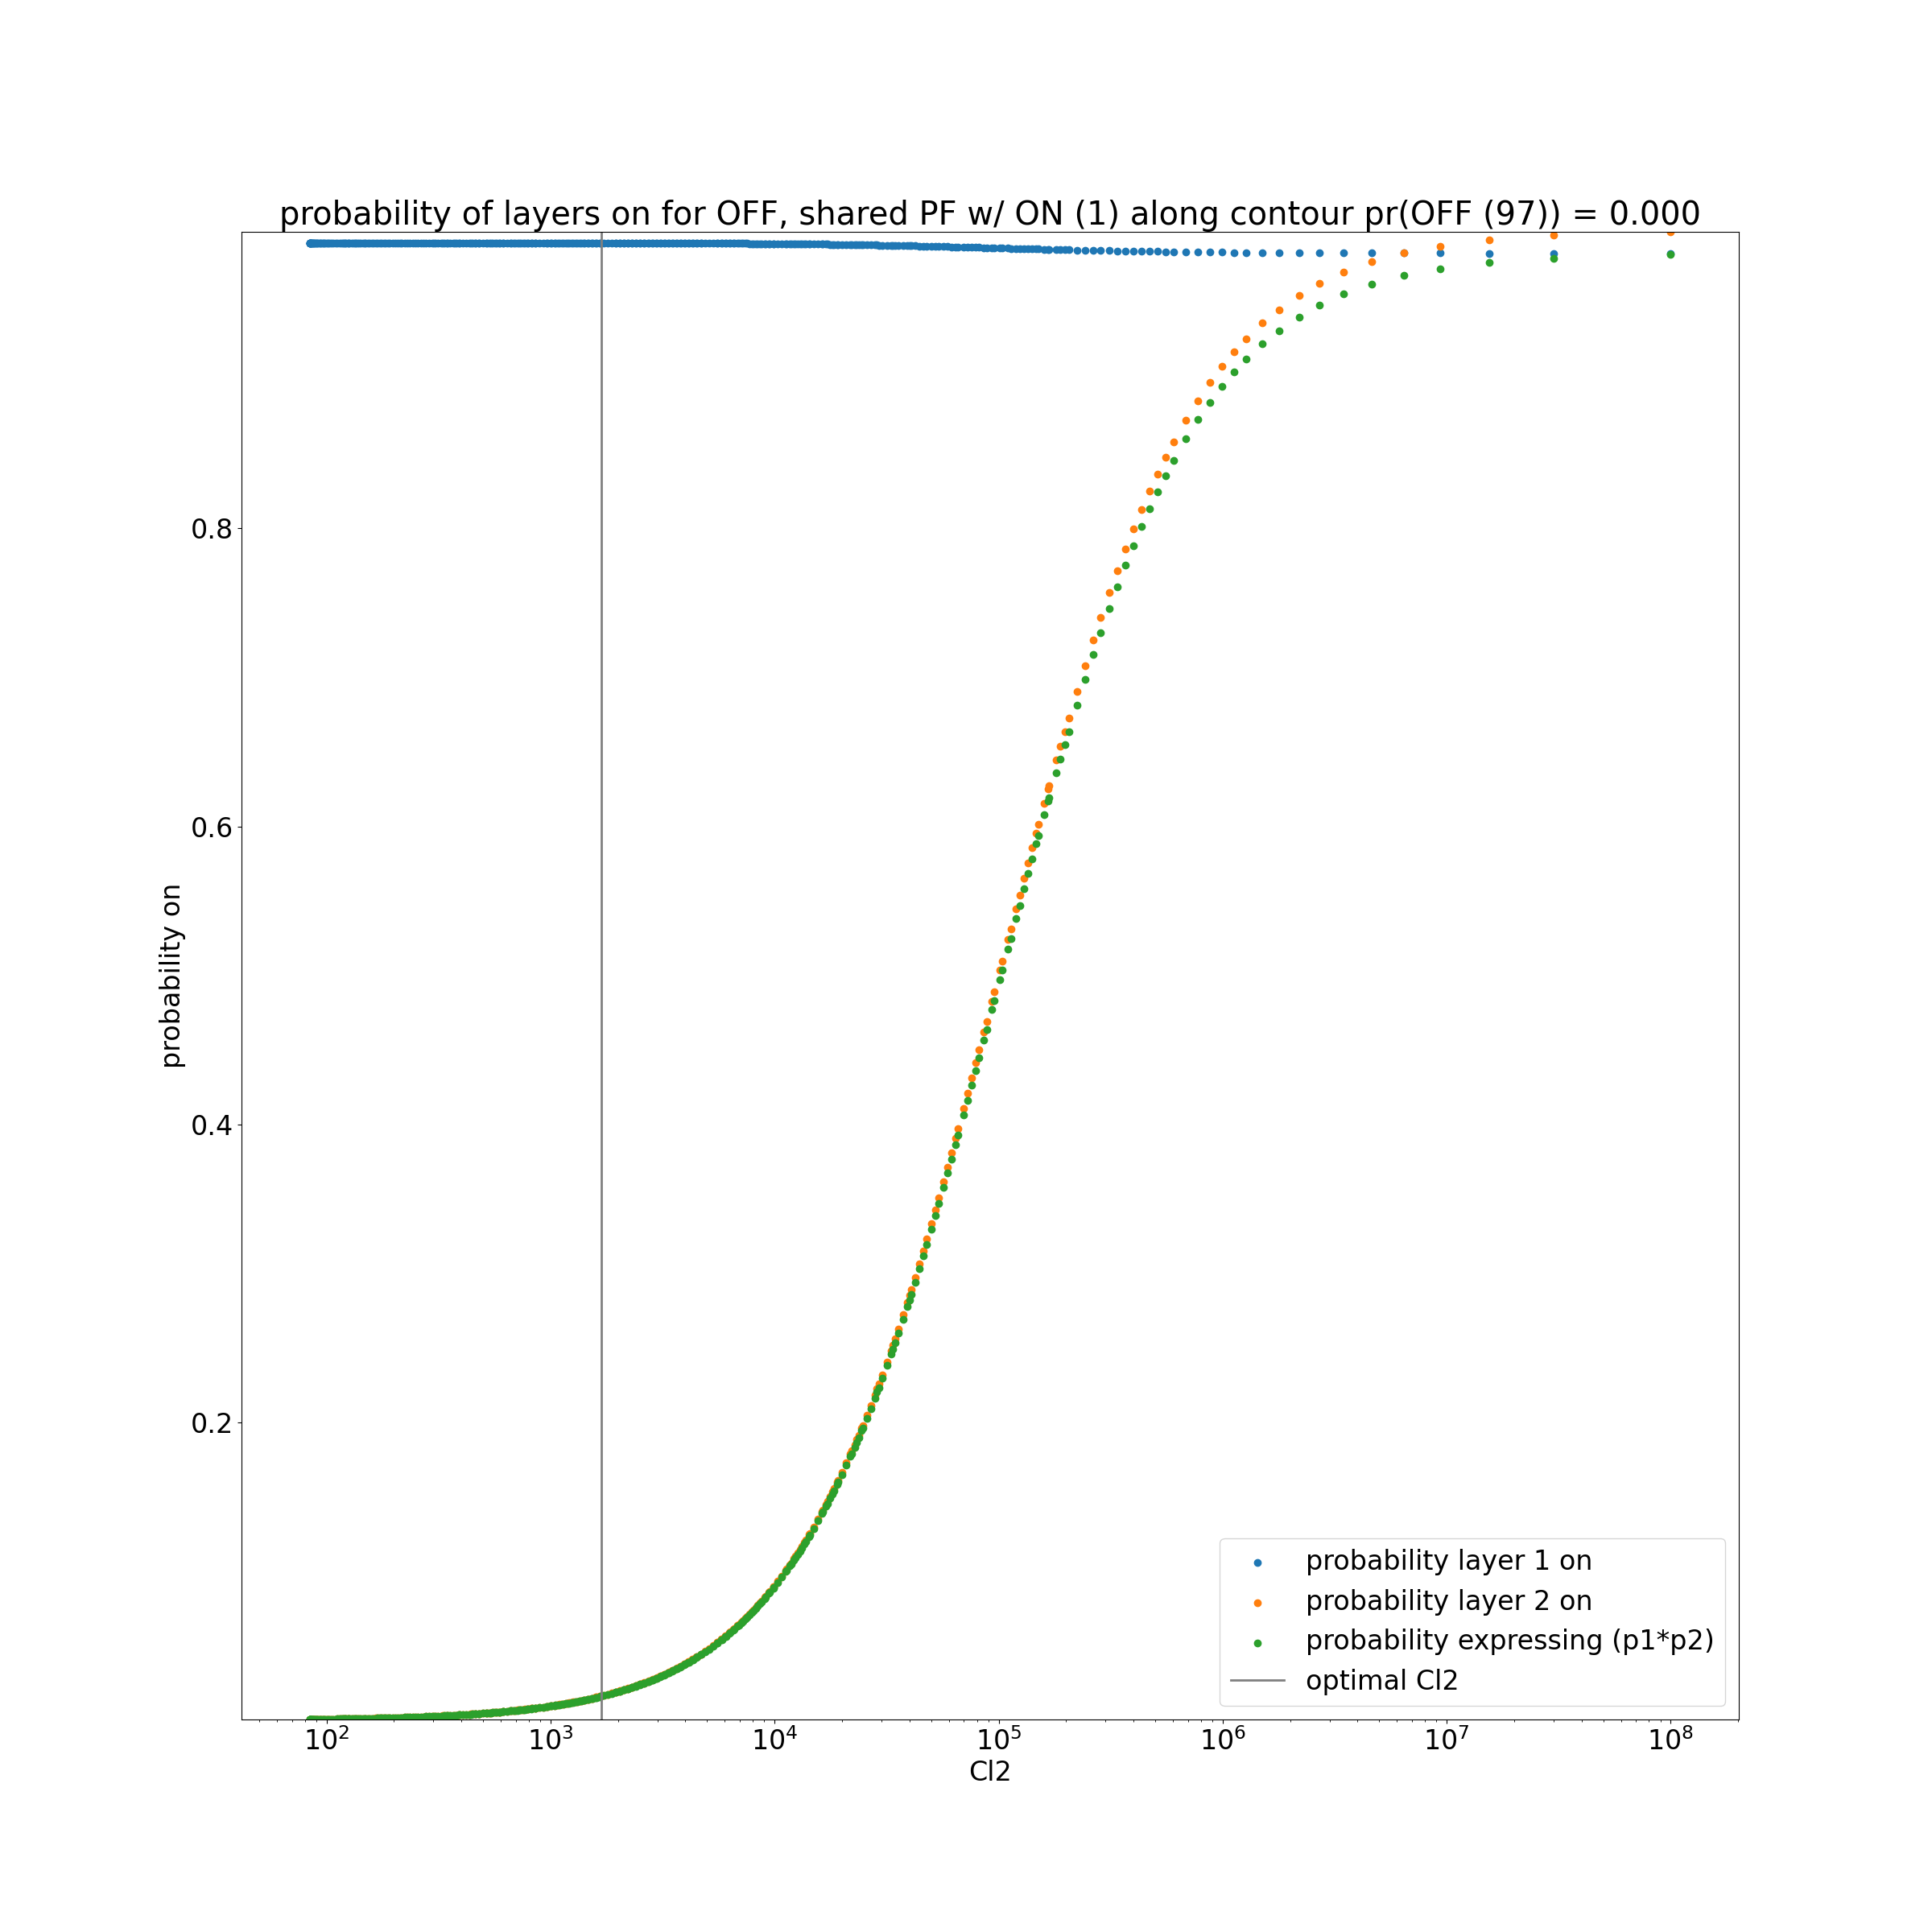 probability of layers on for OFF, shared PF w/ ON (1) along contour pr(OFF (97)) = 0.000
probability on
0.8
0.6
0.4
0.2
probability layer 1 on
probability layer 2 on
probability expressing (p1*p2)
optimal Cl2
10² 10³ 10⁴ 10⁵ 10⁶ 10⁷ 10⁸
Cl2